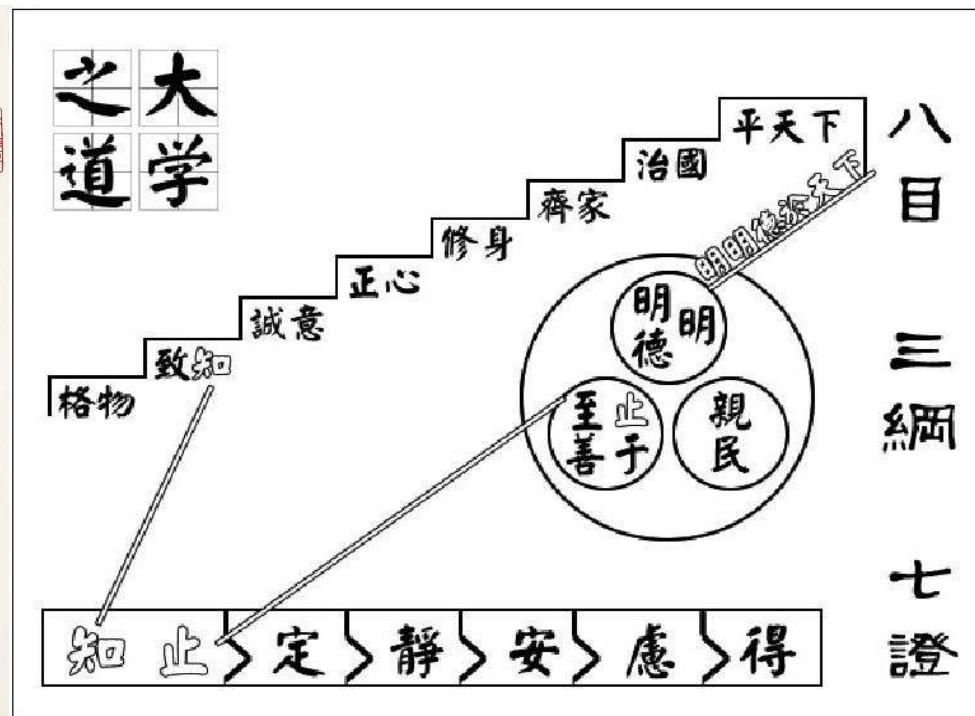 大学
之道
八目
平天下
治國
齊家
修身
正心
誠意
致知
格物
明明德於天下
三綱
明明德
親民
止于至善
七證
知止
定
靜
安
慮
得